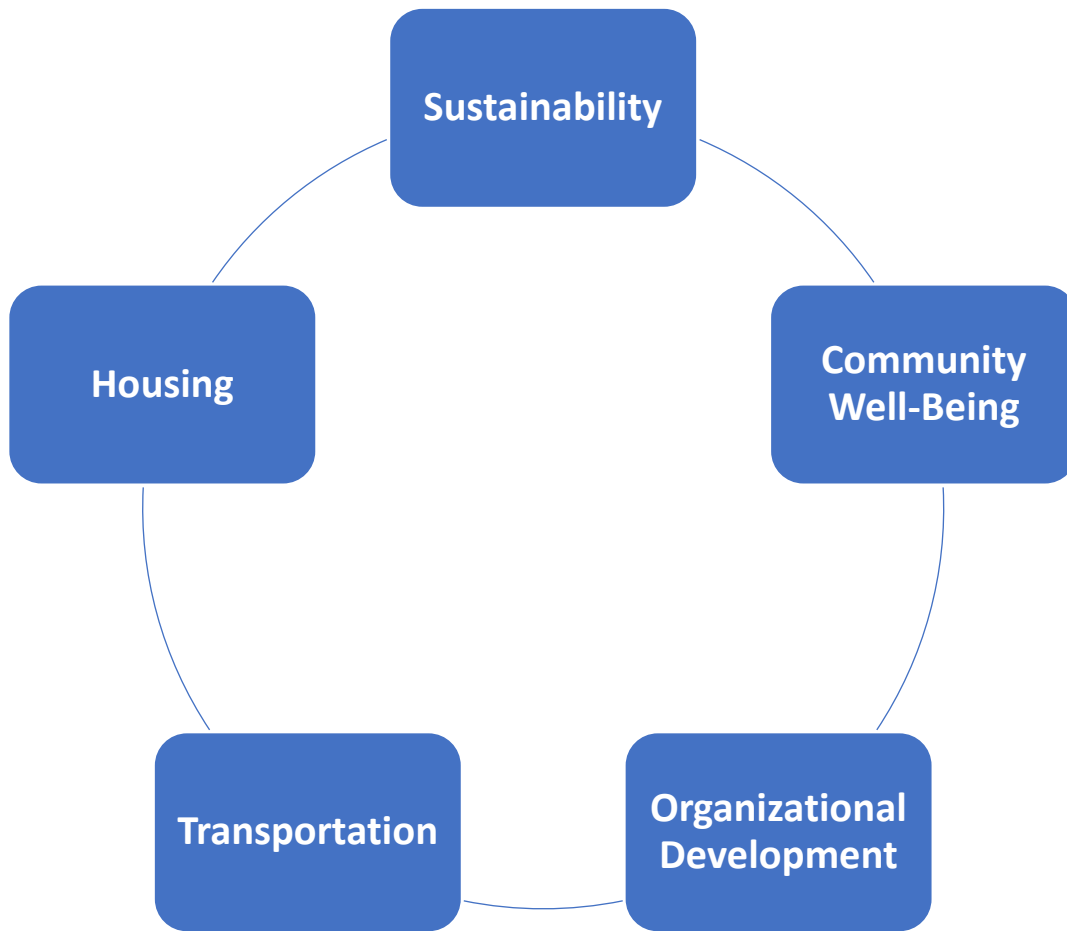 Sustainability
Community
Well-Being
Organizational
Development
Transportation
Housing